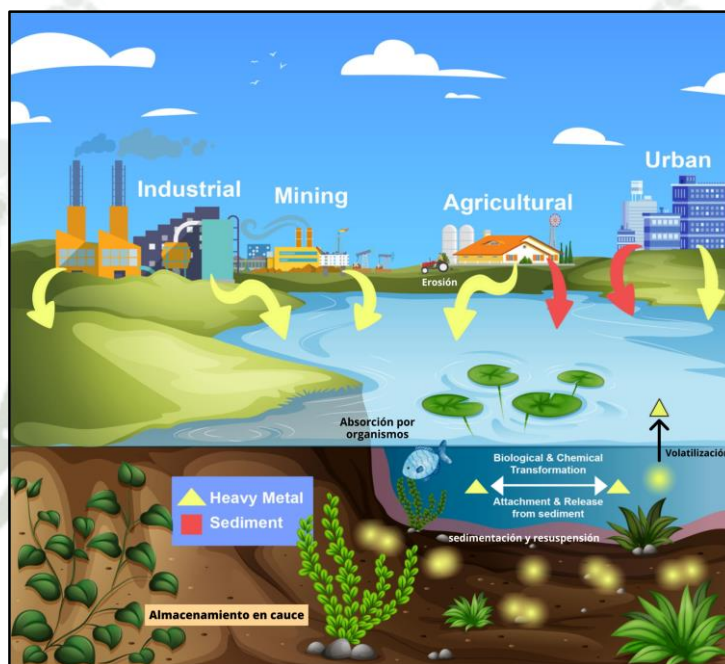 Urban
Industrial
Mining
Agricultural
Erosión
Absorción por
organismos
Volatilización
Biological & Chemical
Transformation
Attachment & Release
from sediment
sedimentación y resuspensión
Heavy Metal
Sediment
Almacenamiento en cauce